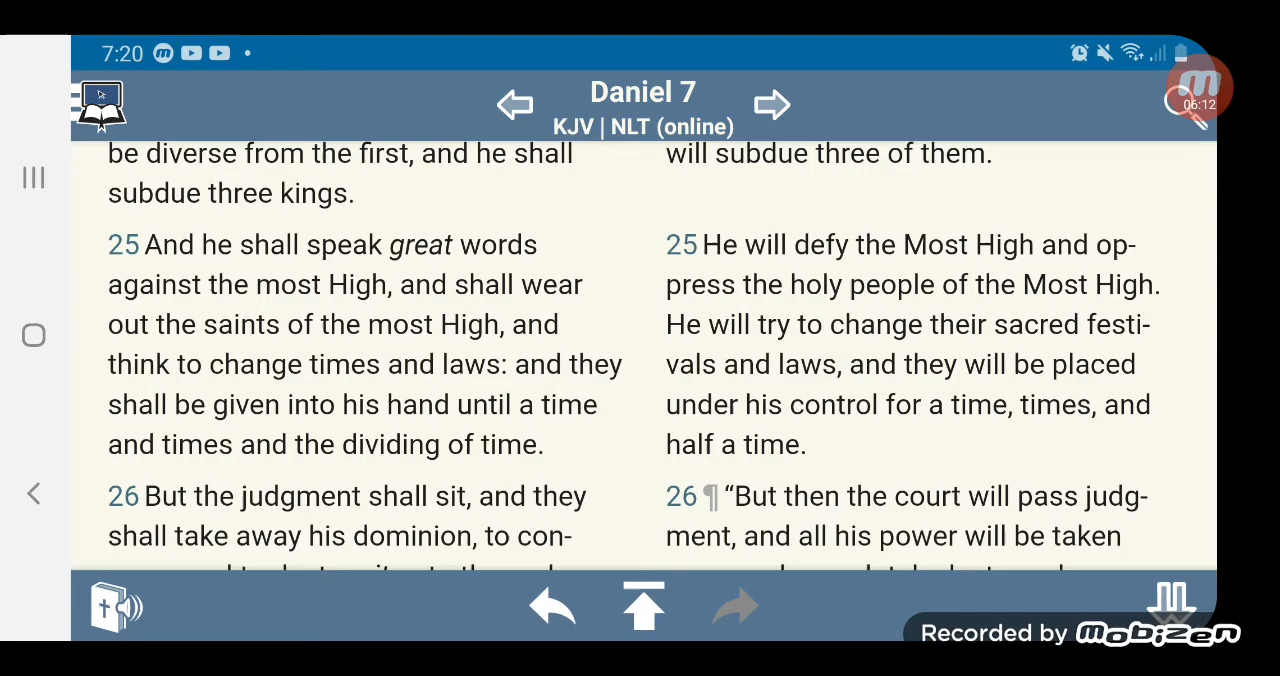 7:20
06:12
Daniel 7
KJV | NLT (online)
be diverse from the first, and he shall
subdue three kings.
25 And he shall speak great words
against the most High, and shall wear
out the saints of the most High, and
think to change times and laws: and they
shall be given into his hand until a time
and times and the dividing of time.
26 But the judgment shall sit, and they
shall take away his dominion, to con-
will subdue three of them.
25 He will defy the Most High and op-
press the holy people of the Most High.
He will try to change their sacred festi-
vals and laws, and they will be placed
under his control for a time, times, and
half a time.
26 ¶ “But then the court will pass judg-
ment, and all his power will be taken
Recorded by Mobizen